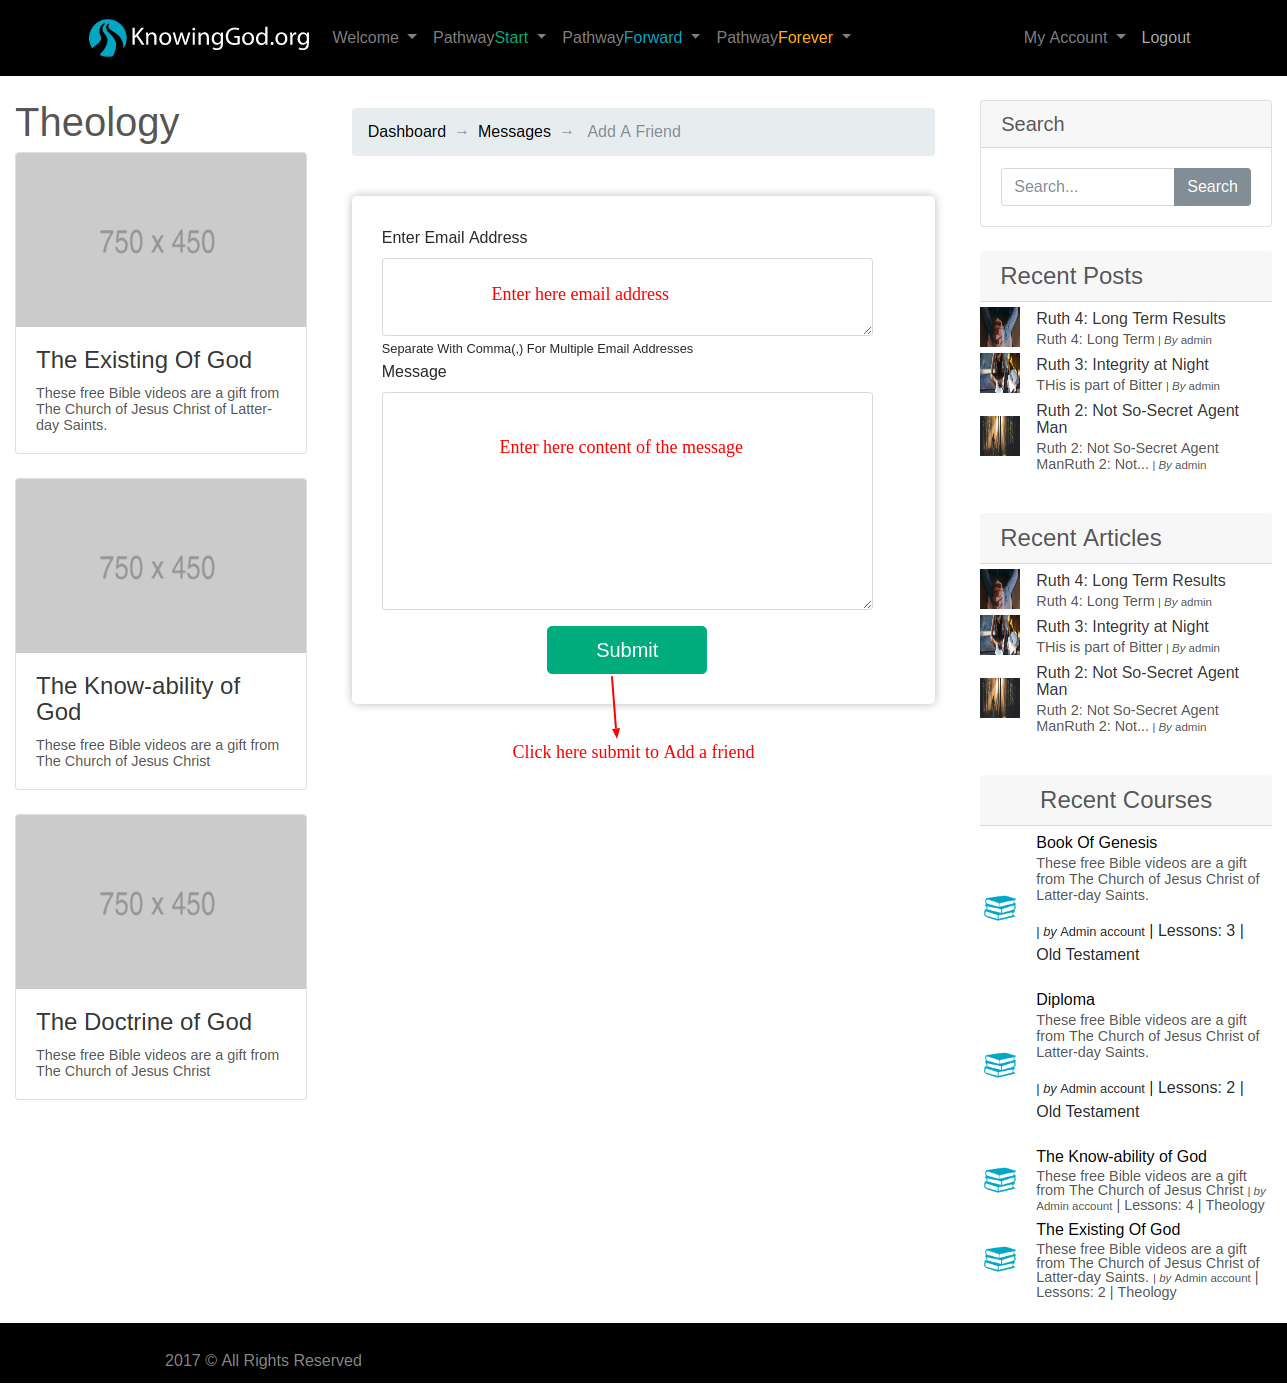 KnowingGod.org Welcome PathwayStart PathwayForward PathwayForever My Account Logout
Theology
750 x 450
The Existing Of God
These free Bible videos are a gift from
The Church of Jesus Christ of Latter-
day Saints.
750 x 450
The Know-ability of
God
These free Bible videos are a gift from
The Church of Jesus Christ
750 x 450
The Doctrine of God
These free Bible videos are a gift from
The Church of Jesus Christ
Dashboard → Messages → Add A Friend
Enter Email Address
Enter here email address
Separate With Comma(,) For Multiple Email Addresses
Message
Enter here content of the message
Submit
Click here submit to Add a friend
Search
Search... Search
Recent Posts
Ruth 4: Long Term Results
Ruth 4: Long Term | By admin
Ruth 3: Integrity at Night
THis is part of Bitter | By admin
Ruth 2: Not So-Secret Agent
Man
Ruth 2: Not So-Secret Agent
ManRuth 2: Not... | By admin
Recent Articles
Ruth 4: Long Term Results
Ruth 4: Long Term | By admin
Ruth 3: Integrity at Night
THis is part of Bitter | By admin
Ruth 2: Not So-Secret Agent
Man
Ruth 2: Not So-Secret Agent
ManRuth 2: Not... | By admin
Recent Courses
Book Of Genesis
These free Bible videos are a gift
from The Church of Jesus Christ of
Latter-day Saints.
| by Admin account | Lessons: 3 |
Old Testament
Diploma
These free Bible videos are a gift
from The Church of Jesus Christ of
Latter-day Saints.
| by Admin account | Lessons: 2 |
Old Testament
The Know-ability of God
These free Bible videos are a gift
from The Church of Jesus Christ | by
Admin account | Lessons: 4 | Theology
The Existing Of God
These free Bible videos are a gift
from The Church of Jesus Christ of
Latter-day Saints. | by Admin account |
Lessons: 2 | Theology
2017 © All Rights Reserved